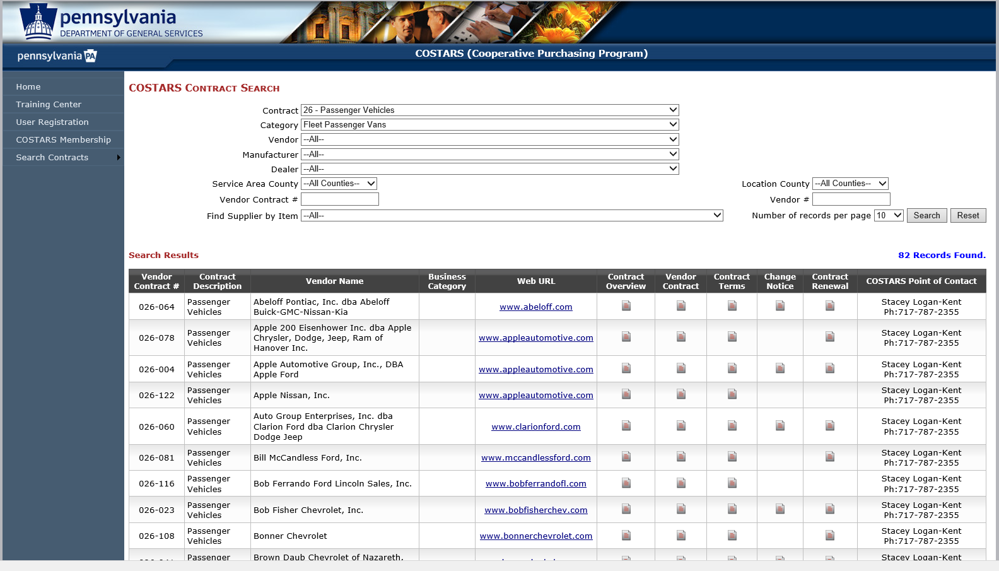 pennsylvania
DEPARTMENT OF GENERAL SERVICES
pennsylvania PA
COSTARS (Cooperative Purchasing Program)
Home
Training Center
User Registration
COSTARS Membership
Search Contracts
COSTARS CONTRACT SEARCH
Contract 26 - Passenger Vehicles
Category Fleet Passenger Vans
Vendor --All--
Manufacturer --All--
Dealer --All--
Service Area County --All Counties-- Location County --All Counties--
Vendor Contract # Vendor #
Find Supplier by Item --All-- Number of records per page 10 Search Reset
Search Results 82 Records Found.
Vendor Contract # Contract Description Vendor Name Business Category Web URL Contract Overview Vendor Contract Contract Terms Change Notice Contract Renewal COSTARS Point of Contact
026-064 Passenger Vehicles Abeloff Pontiac, Inc. dba Abeloff Buick-GMC-Nissan-Kia www.abeloff.com Stacey Logan-Kent Ph:717-787-2355
026-078 Passenger Vehicles Apple 200 Eisenhower Inc. dba Apple Chrysler, Dodge, Jeep, Ram of Hanover Inc. www.appleautomotive.com Stacey Logan-Kent Ph:717-787-2355
026-004 Passenger Vehicles Apple Automotive Group, Inc., DBA Apple Ford www.appleautomotive.com Stacey Logan-Kent Ph:717-787-2355
026-122 Passenger Vehicles Apple Nissan, Inc. www.appleautomotive.com Stacey Logan-Kent Ph:717-787-2355
026-060 Passenger Vehicles Auto Group Enterprises, Inc. dba Clarion Ford dba Clarion Chrysler Dodge Jeep www.clarionford.com Stacey Logan-Kent Ph:717-787-2355
026-081 Passenger Vehicles Bill McCandless Ford, Inc. www.mccandlessford.com Stacey Logan-Kent Ph:717-787-2355
026-116 Passenger Vehicles Bob Ferrando Ford Lincoln Sales, Inc. www.bobferrandofl.com Stacey Logan-Kent Ph:717-787-2355
026-023 Passenger Vehicles Bob Fisher Chevrolet, Inc. www.bobfisherchev.com Stacey Logan-Kent Ph:717-787-2355
026-108 Passenger Vehicles Bonner Chevrolet www.bonnerchevrolet.com Stacey Logan-Kent Ph:717-787-2355
Passenger Brown Daub Chevrolet of Nazareth, Stacey Logan-Kent